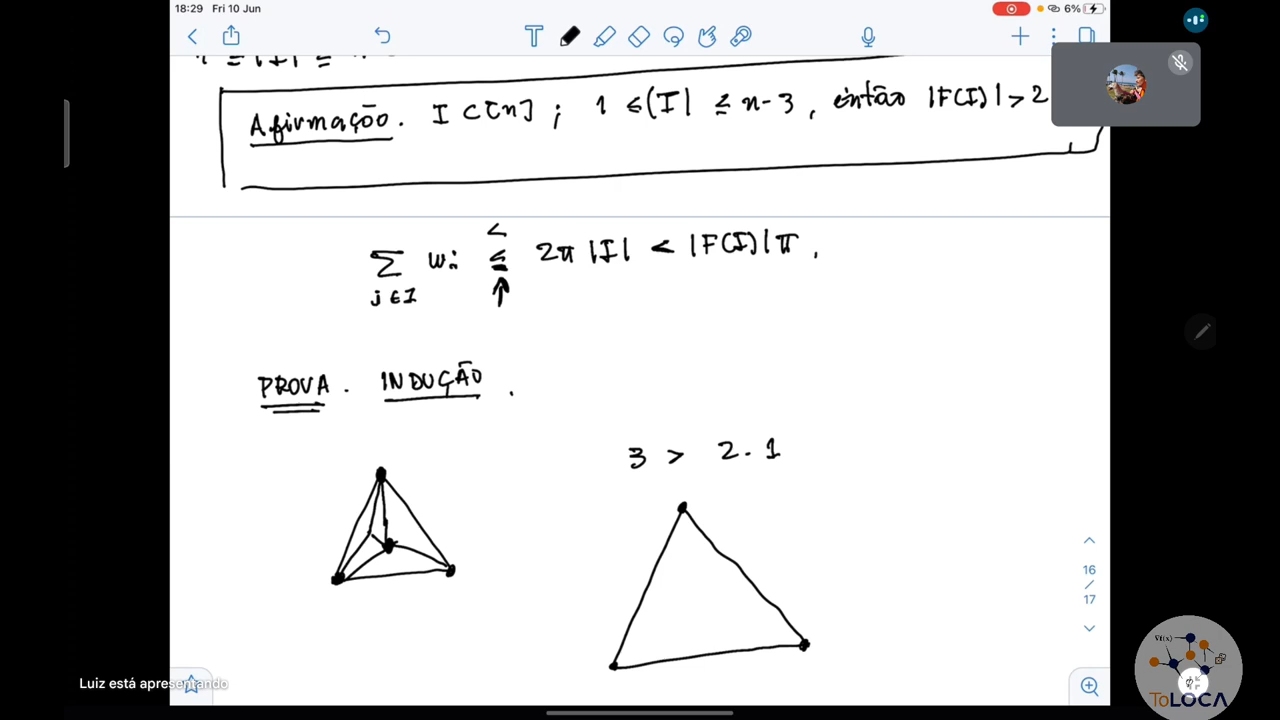 18:29 Fri 10 Jun
6%
Afirmação. I ⊂ [n] ; 1 ≤ |I| ≤ n-3 , então |F(I)| > 2
<
∑ wi ≤ 2π |I| < |F(I)| π .
j ∈ I
PROVA . INDUÇÃO .
3 > 2 . 1
16
/
17
Luiz está apresentando
∇f(x)
ToLOCA